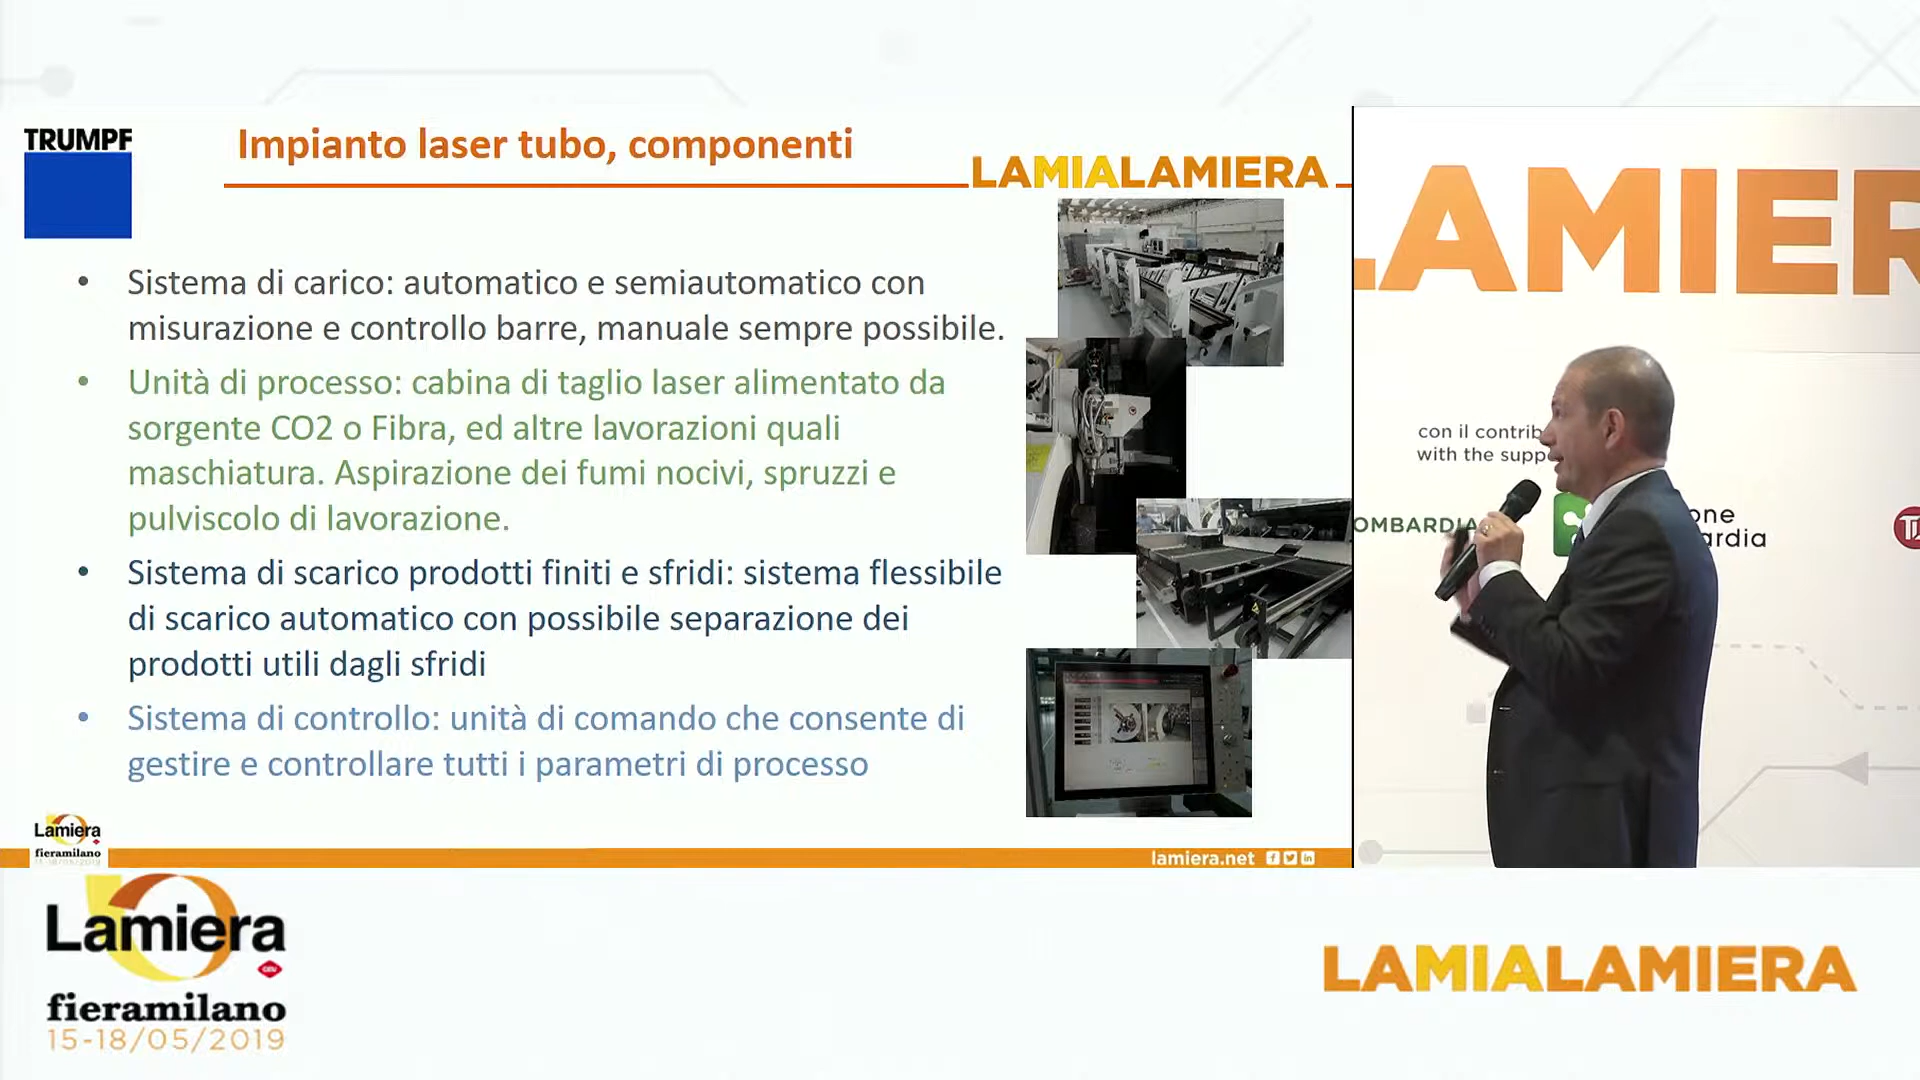 TRUMPF
Impianto laser tubo, componenti
LAMIALAMIERA
• Sistema di carico: automatico e semiautomatico con
misurazione e controllo barre, manuale sempre possibile.
• Unità di processo: cabina di taglio laser alimentato da
sorgente CO2 o Fibra, ed altre lavorazioni quali
maschiatura. Aspirazione dei fumi nocivi, spruzzi e
pulviscolo di lavorazione.
• Sistema di scarico prodotti finiti e sfridi: sistema flessibile
di scarico automatico con possibile separazione dei
prodotti utili dagli sfridi
• Sistema di controllo: unità di comando che consente di
gestire e controllare tutti i parametri di processo
Lamiera
fieramilano
15-18/05/2019
lamiera.net
LAMIER
con il contrib
with the supp
OMBARDIA
one
ardia
Lamiera
fieramilano
15-18/05/2019
LAMIALAMIERA